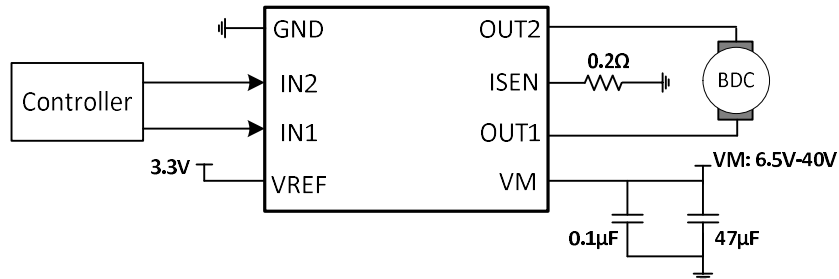 GND
OUT2
Controller
IN2
ISEN
0.2Ω
BDC
IN1
OUT1
3.3V
VREF
VM
VM: 6.5V-40V
0.1μF
47μF